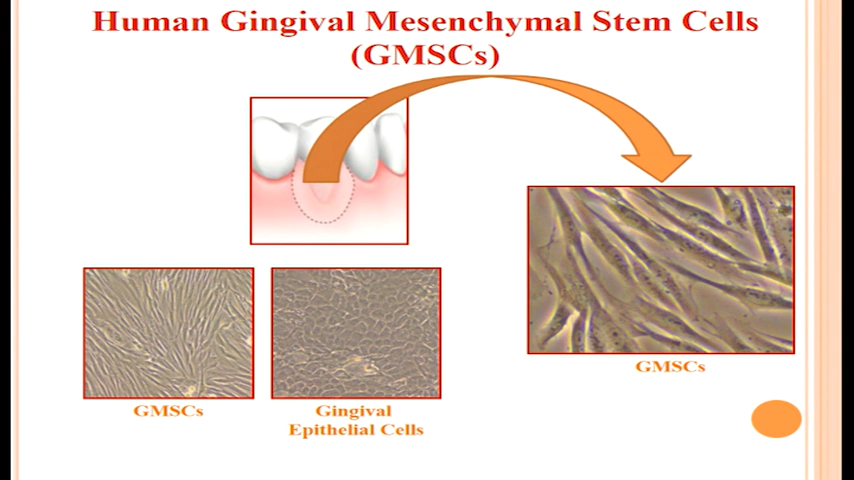 Human Gingival Mesenchymal Stem Cells
(GMSCs)
GMSCs
GMSCs
Gingival
Epithelial Cells